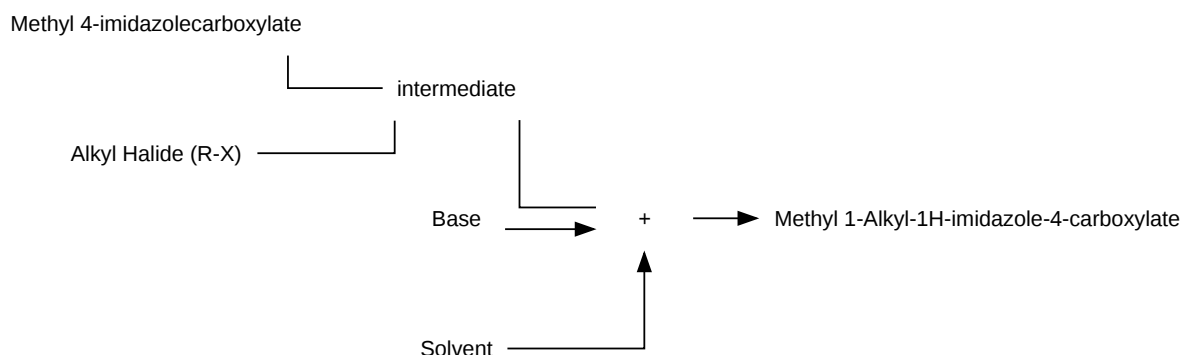 Methyl 4-imidazolecarboxylate
intermediate
Alkyl Halide (R-X)
Base
+
Methyl 1-Alkyl-1H-imidazole-4-carboxylate
Solvent